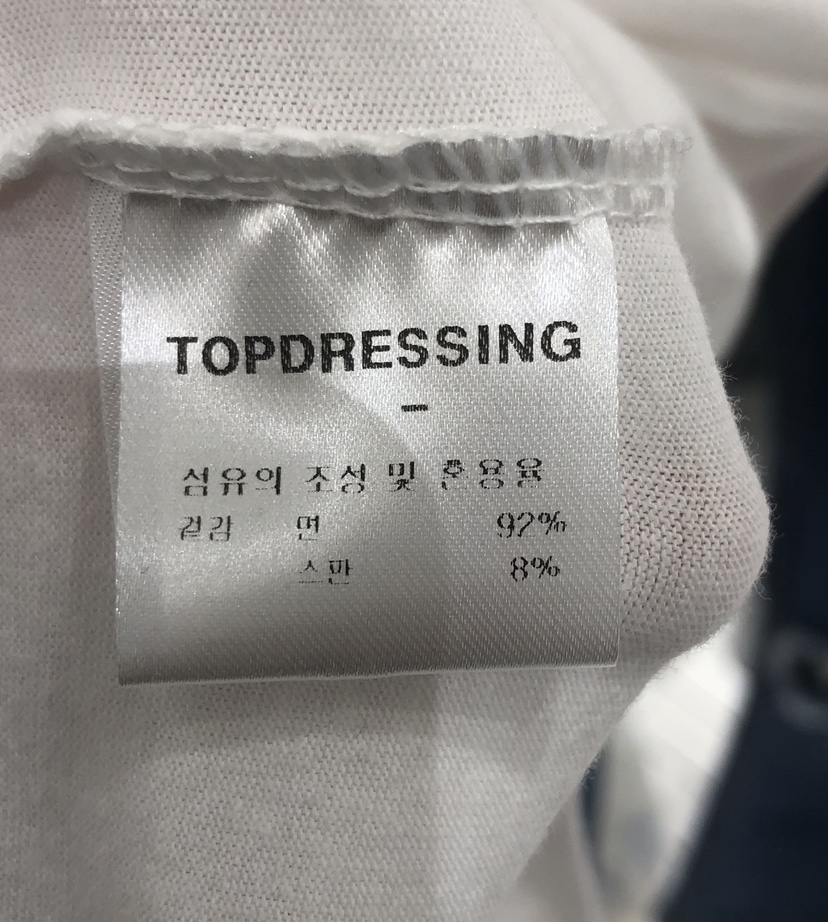 TOPDRESSING
-
섬유의 조성 및 혼용율
겉감 면 92%
스판 8%